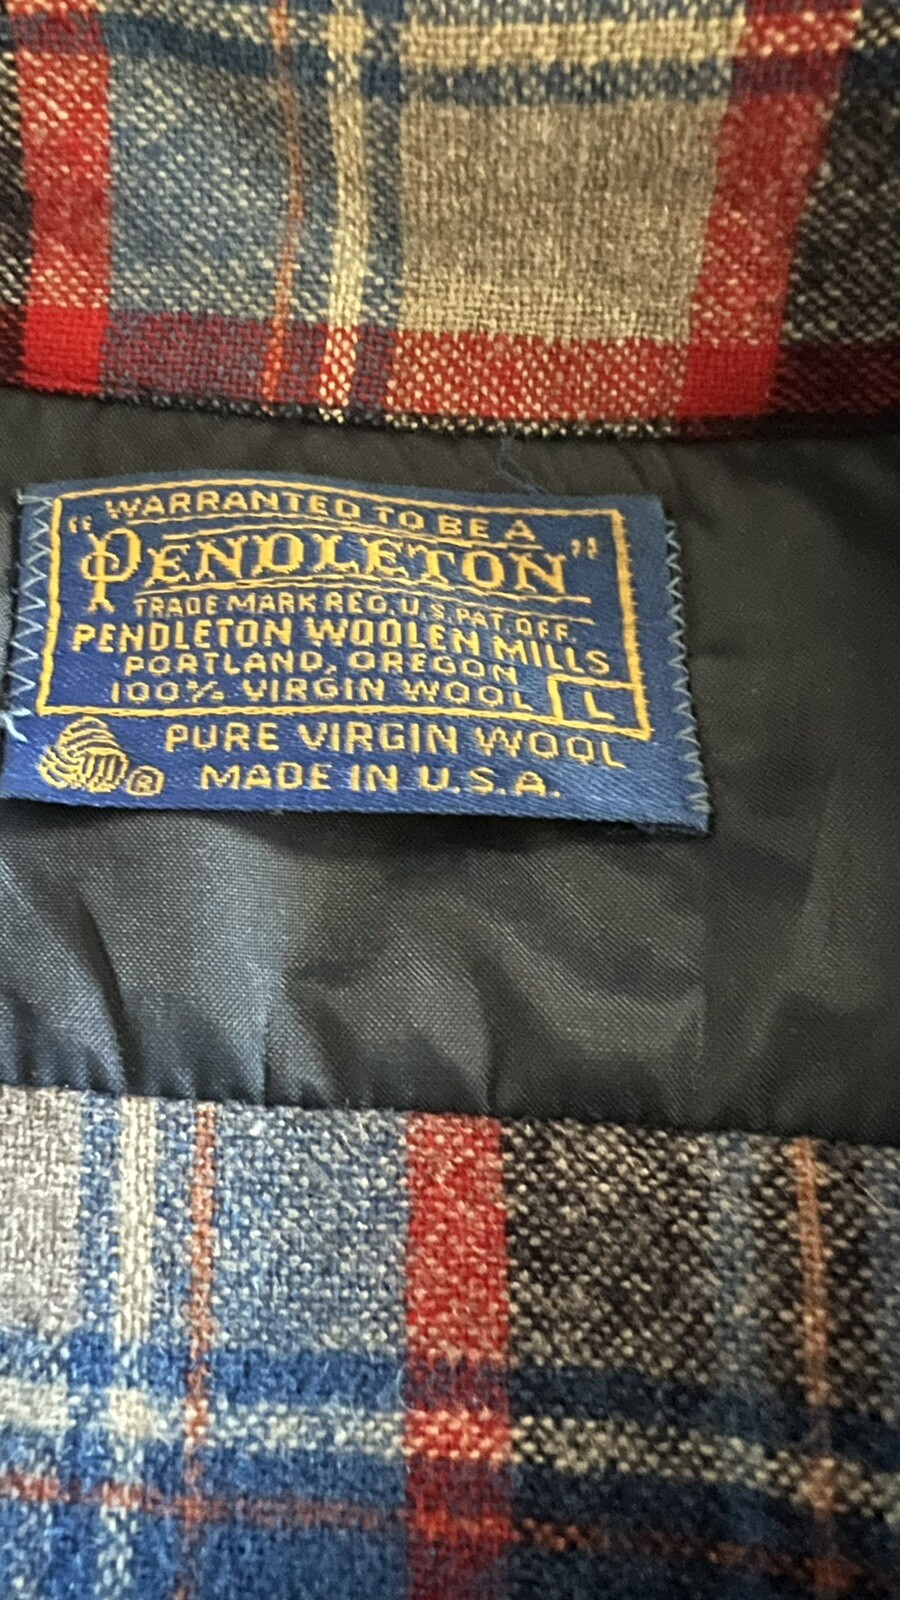 "WARRANTED TO BE A
PENDLETON"
TRADE MARK REG. U.S. PAT. OFF.
PENDLETON WOOLEN MILLS
PORTLAND, OREGON
100% VIRGIN WOOL L
PURE VIRGIN WOOL
® MADE IN U.S.A.